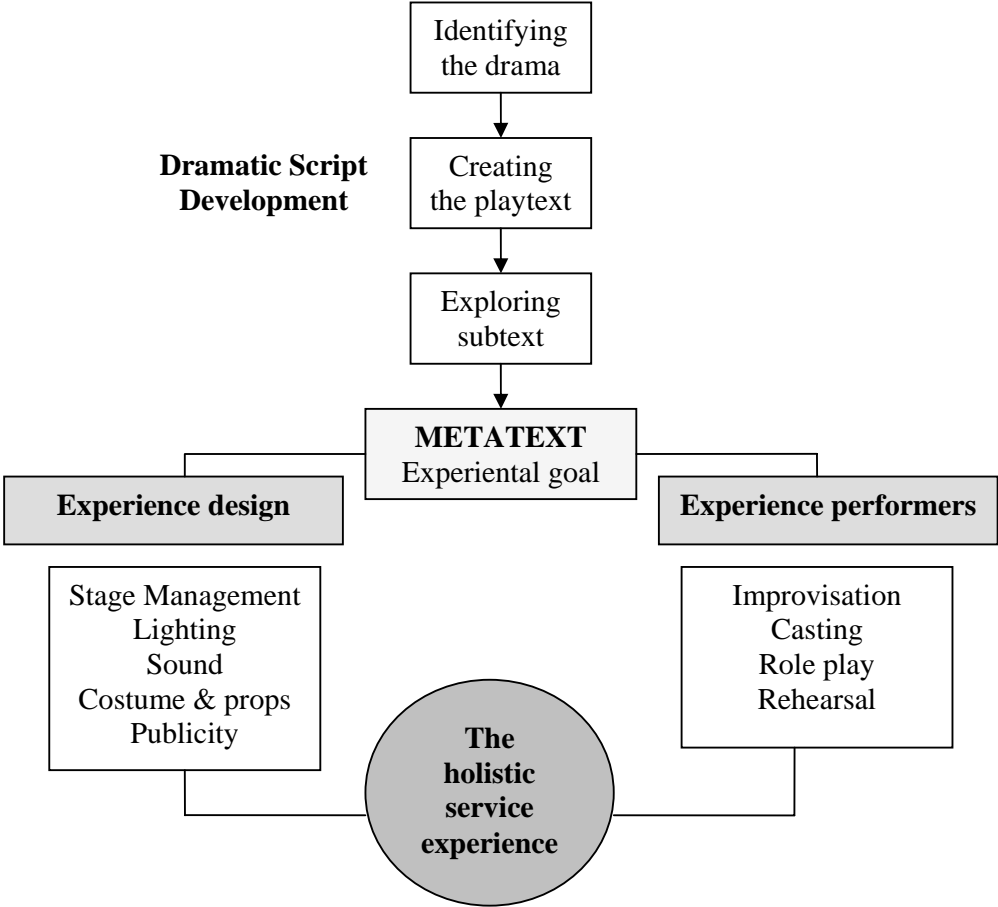 Identifying
the drama
Dramatic Script
Development
Creating
the playtext
Exploring
subtext
METATEXT
Experiental goal
Experience design
Experience performers
Stage Management
Lighting
Sound
Costume & props
Publicity
Improvisation
Casting
Role play
Rehearsal
The
holistic
service
experience